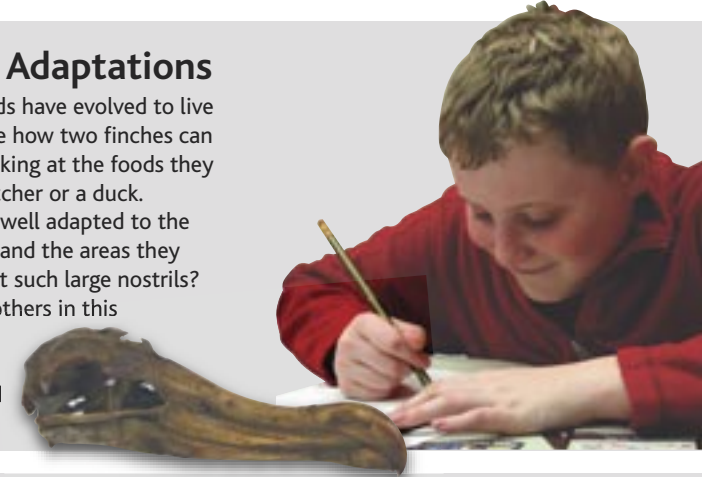 Adaptations
ds have evolved to live
e how two finches can
king at the foods they
tcher or a duck.
well adapted to the
and the areas they
t such large nostrils?
others in this